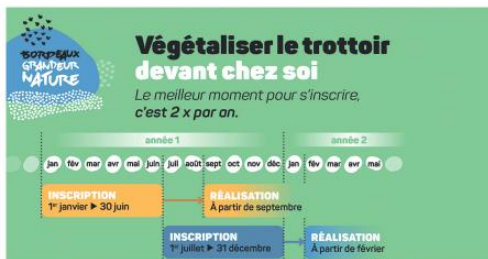 BORDEAUX
GRANDEUR
NATURE
Végétaliser le trottoir
devant chez soi
Le meilleur moment pour s'inscrire,
c'est 2 x par an.
année 1
année 2
jan fév mar avr mai juin juil août sept oct nov déc jan fév mar avr mai
INSCRIPTION
1er janvier ▶ 30 juin
RÉALISATION
À partir de septembre
INSCRIPTION
1er juillet ▶ 31 décembre
RÉALISATION
À partir de février